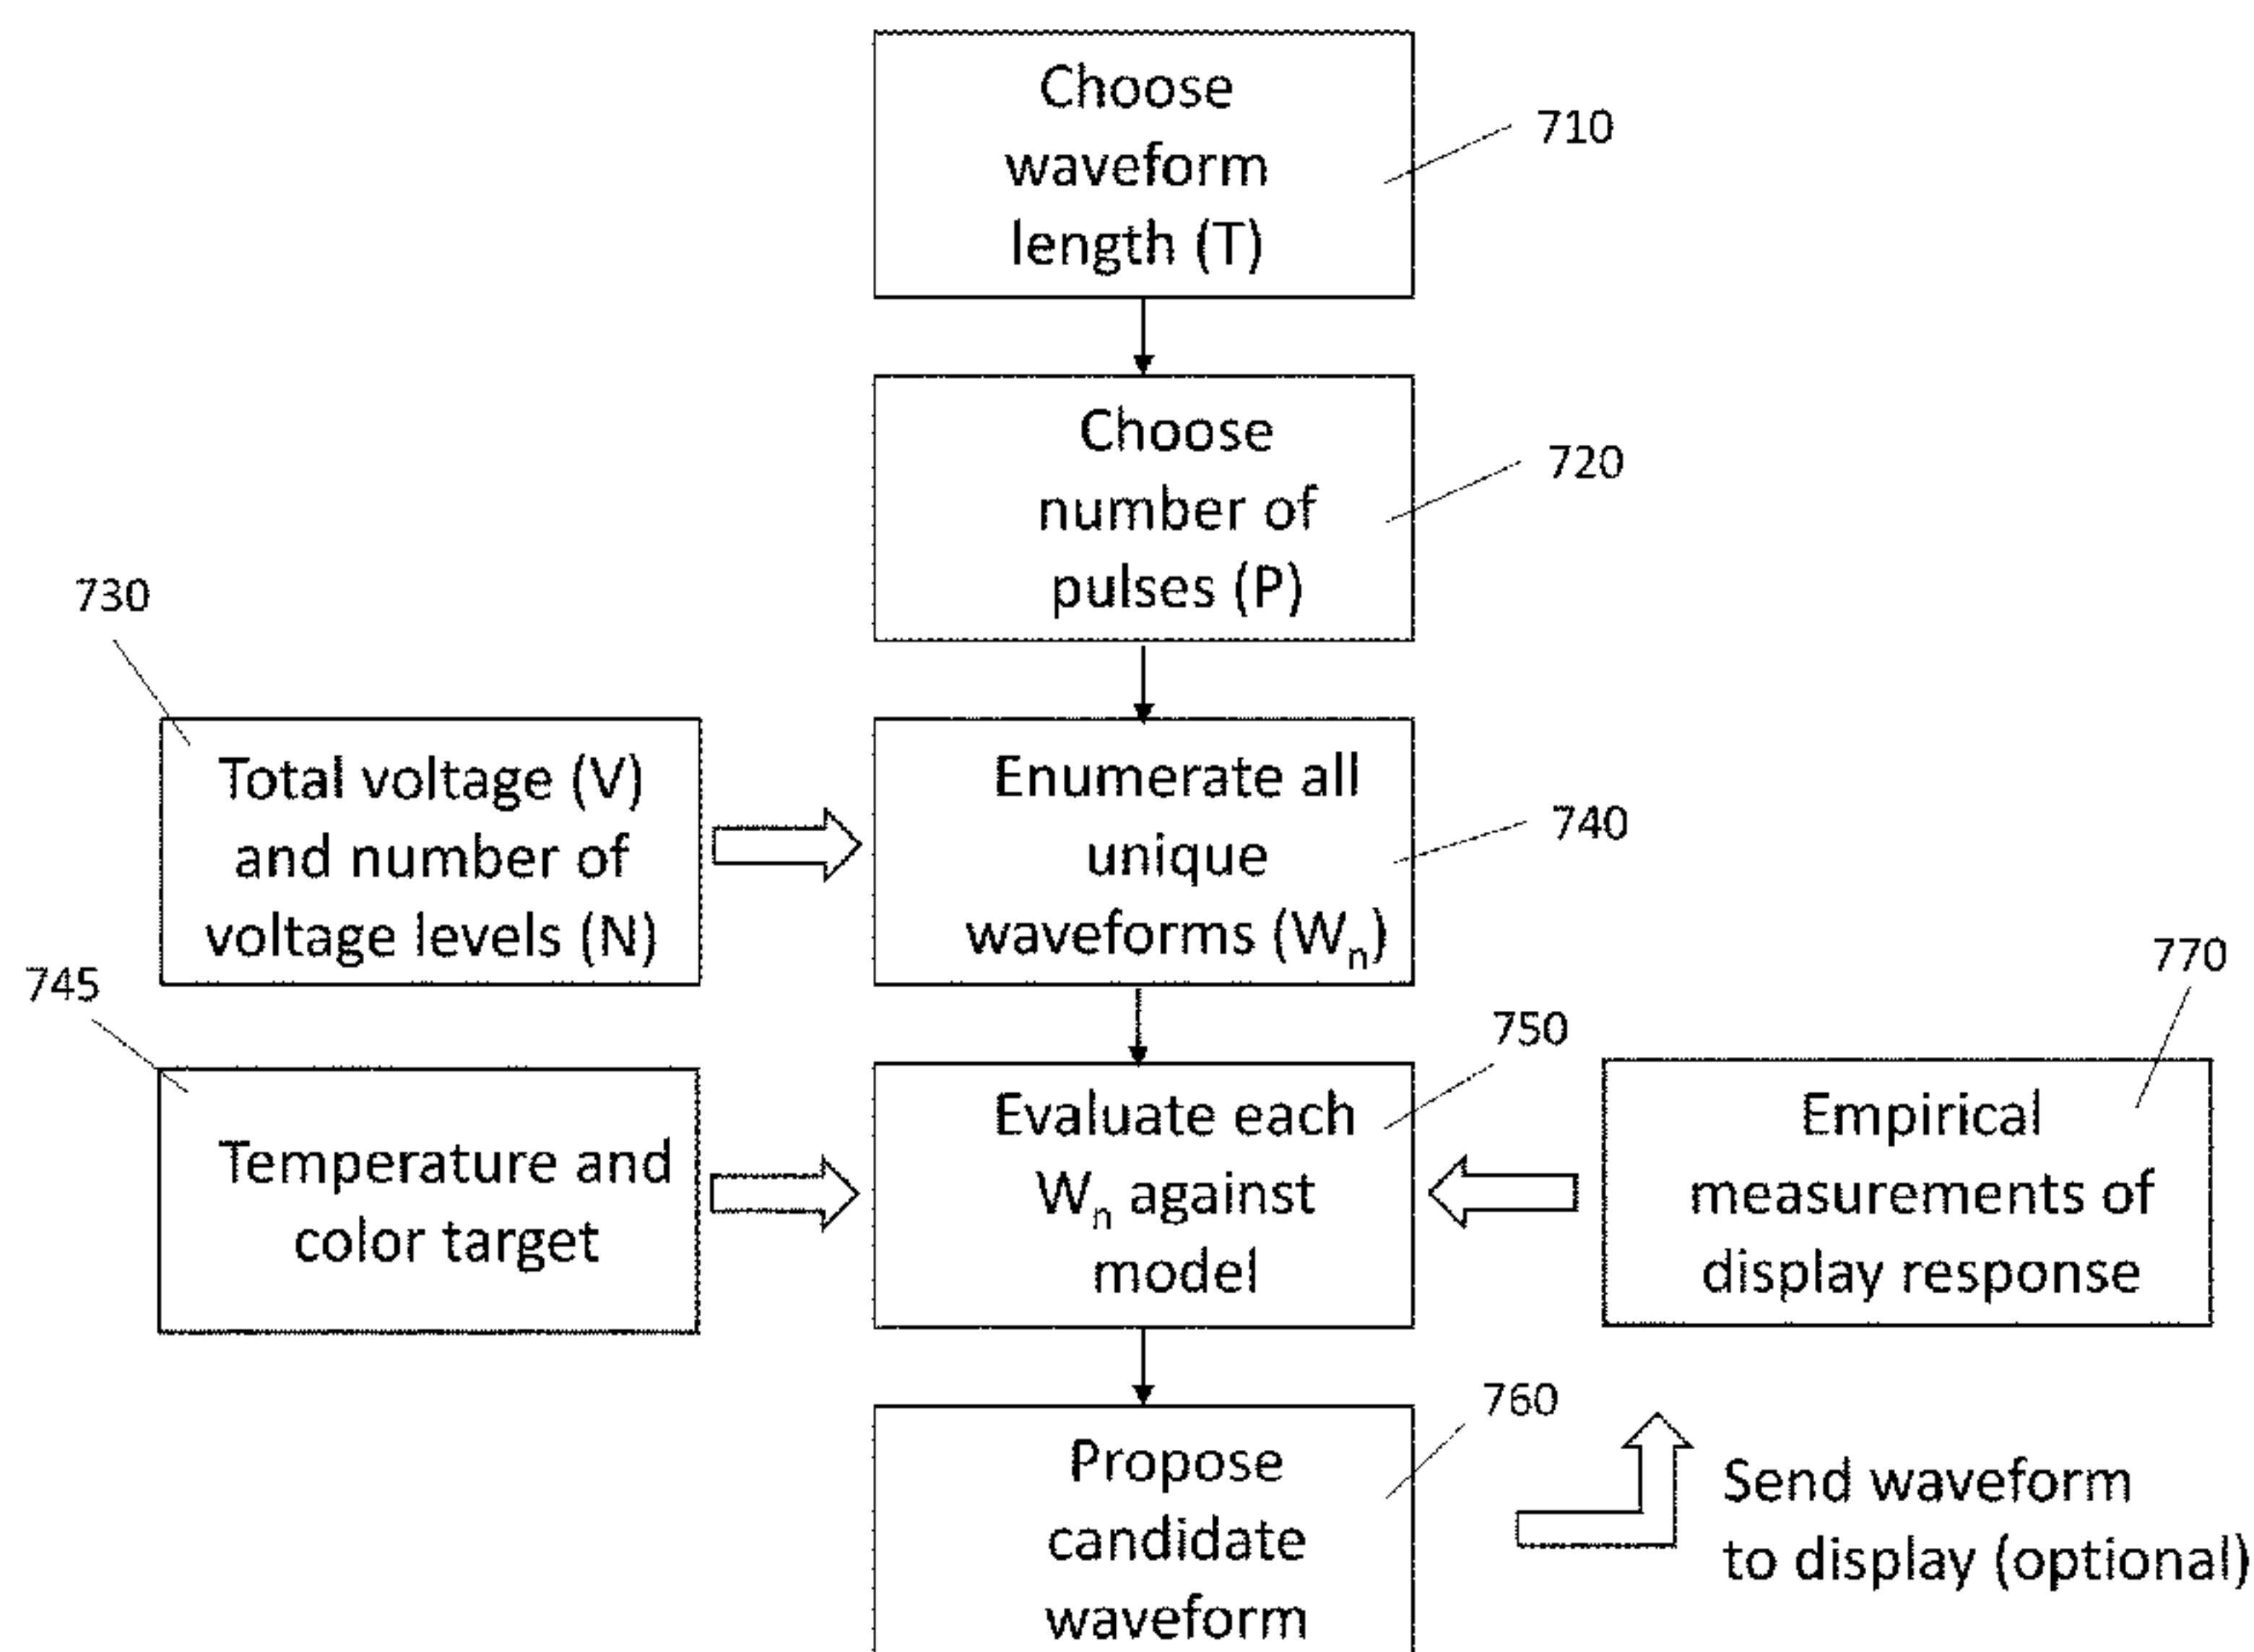 Choose
waveform
length (T)
710
Choose
number of
pulses (P)
720
730
Total voltage (V)
and number of
voltage levels (N)
Enumerate all
unique
waveforms (Wₙ)
740
745
Temperature and
color target
750
Evaluate each
Wₙ against
model
770
Empirical
measurements of
display response
760
Propose
candidate
waveform
Send waveform
to display (optional)